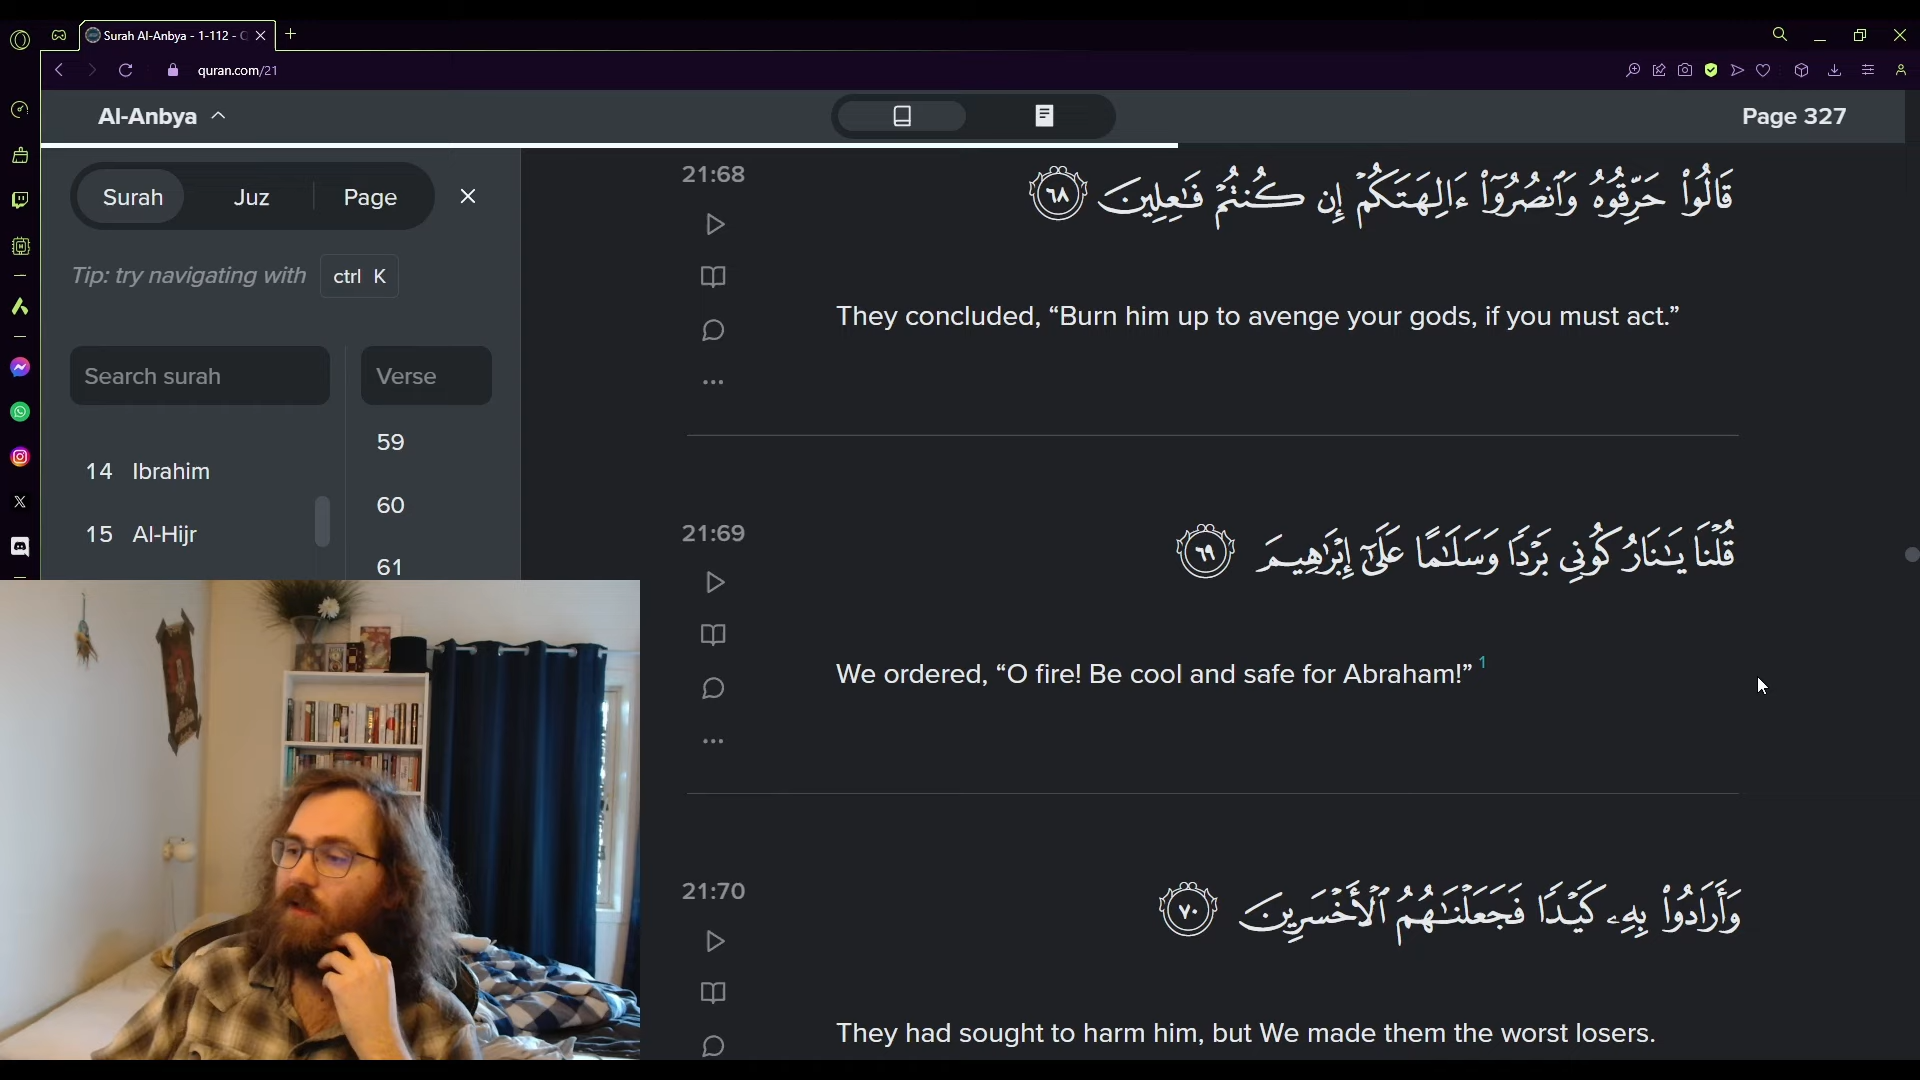 Surah Al-Anbya - 1-112 -
quran.com/21
Al-Anbya
Page 327
Surah
Juz
Page
Tip: try navigating with ctrl K
Search surah
Verse
59
14 Ibrahim
60
15 Al-Hijr
61
21:68
قَالُوا۟ حَرِّقُوهُ وَٱنصُرُوٓا۟ ءَالِهَتَكُمْ إِن كُنتُمْ فَـٰعِلِينَ ٦٨
They concluded, “Burn him up to avenge your gods, if you must act.”
21:69
قُلْنَا يَـٰنَارُ كُونِى بَرْدًۭا وَسَلَـٰمًا عَلَىٰٓ إِبْرَٰهِيمَ ٦٩
We ordered, “O fire! Be cool and safe for Abraham!” 1
21:70
وَأَرَادُوا۟ بِهِۦ كَيْدًۭا فَجَعَلْنَـٰهُمُ ٱلْأَخْسَرِينَ ٧٠
They had sought to harm him, but We made them the worst losers.